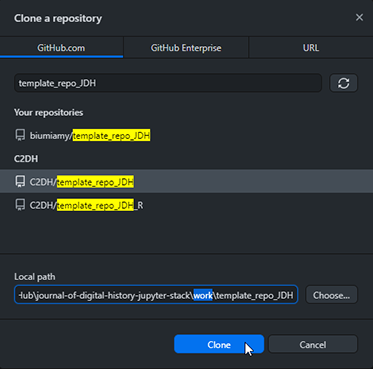 Clone a repository
GitHub.com
GitHub Enterprise
URL
template_repo_JDH
Your repositories
biumiamy/template_repo_JDH
C2DH
C2DH/template_repo_JDH
C2DH/template_repo_JDH_R
Local path
Hub\journal-of-digital-history-jupyter-stack\work\template_repo_JDH
Choose...
Clone
Cancel